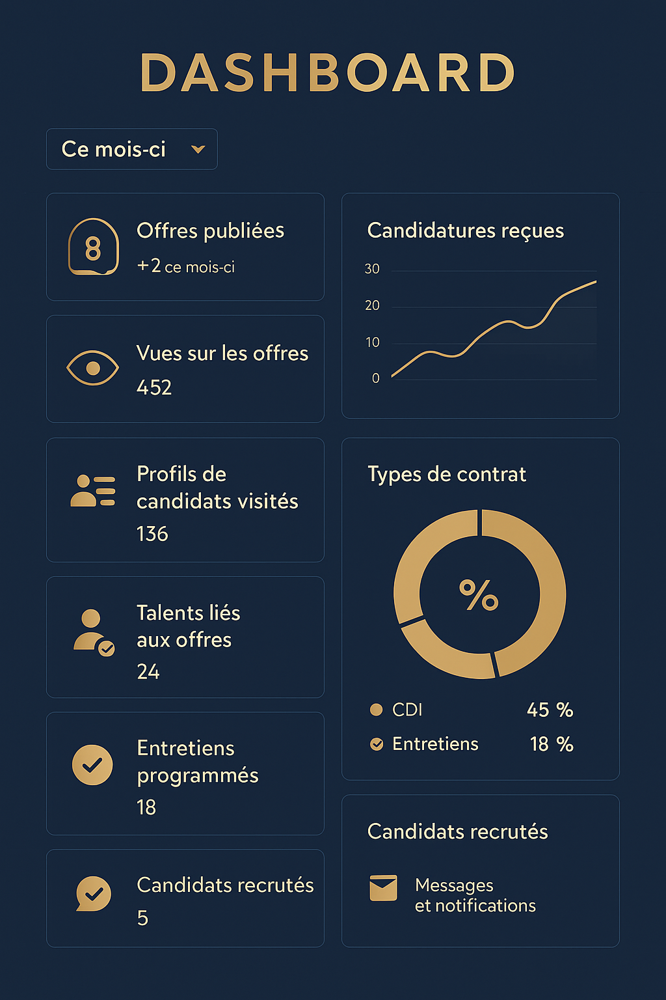 DASHBOARD
Ce mois-ci
8
Offres publiées
+2 ce mois-ci
Vues sur les offres
452
Profils de
candidats visités
136
Talents liés
aux offres
24
Entretiens
programmés
18
Candidats recrutés
5
Candidatures reçues
30
20
10
0
Types de contrat
%
CDI 45 %
Entretiens 18 %
Candidats recrutés
Messages
et notifications